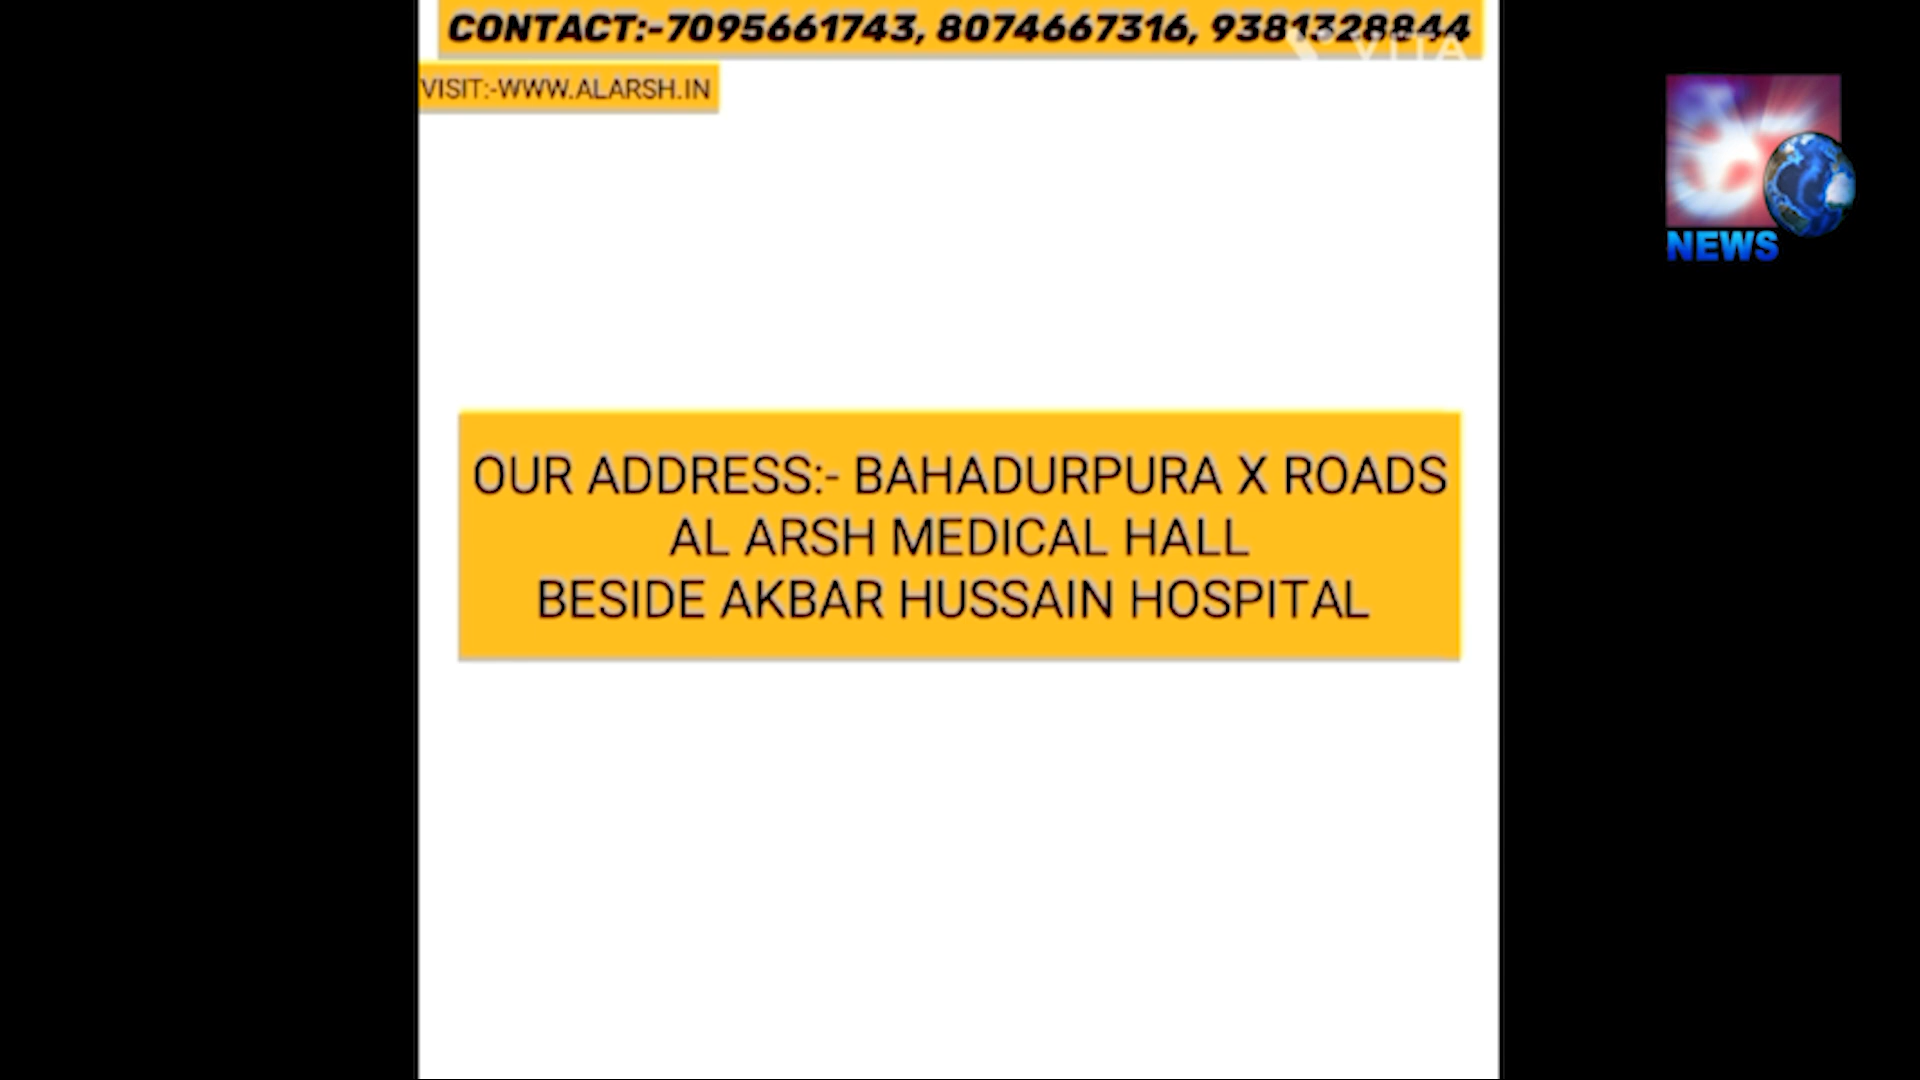 CONTACT:-7095661743, 8074667316, 9381328844
VITA
VISIT:-WWW.ALARSH.IN
NEWS
OUR ADDRESS:- BAHADURPURA X ROADS
AL ARSH MEDICAL HALL
BESIDE AKBAR HUSSAIN HOSPITAL